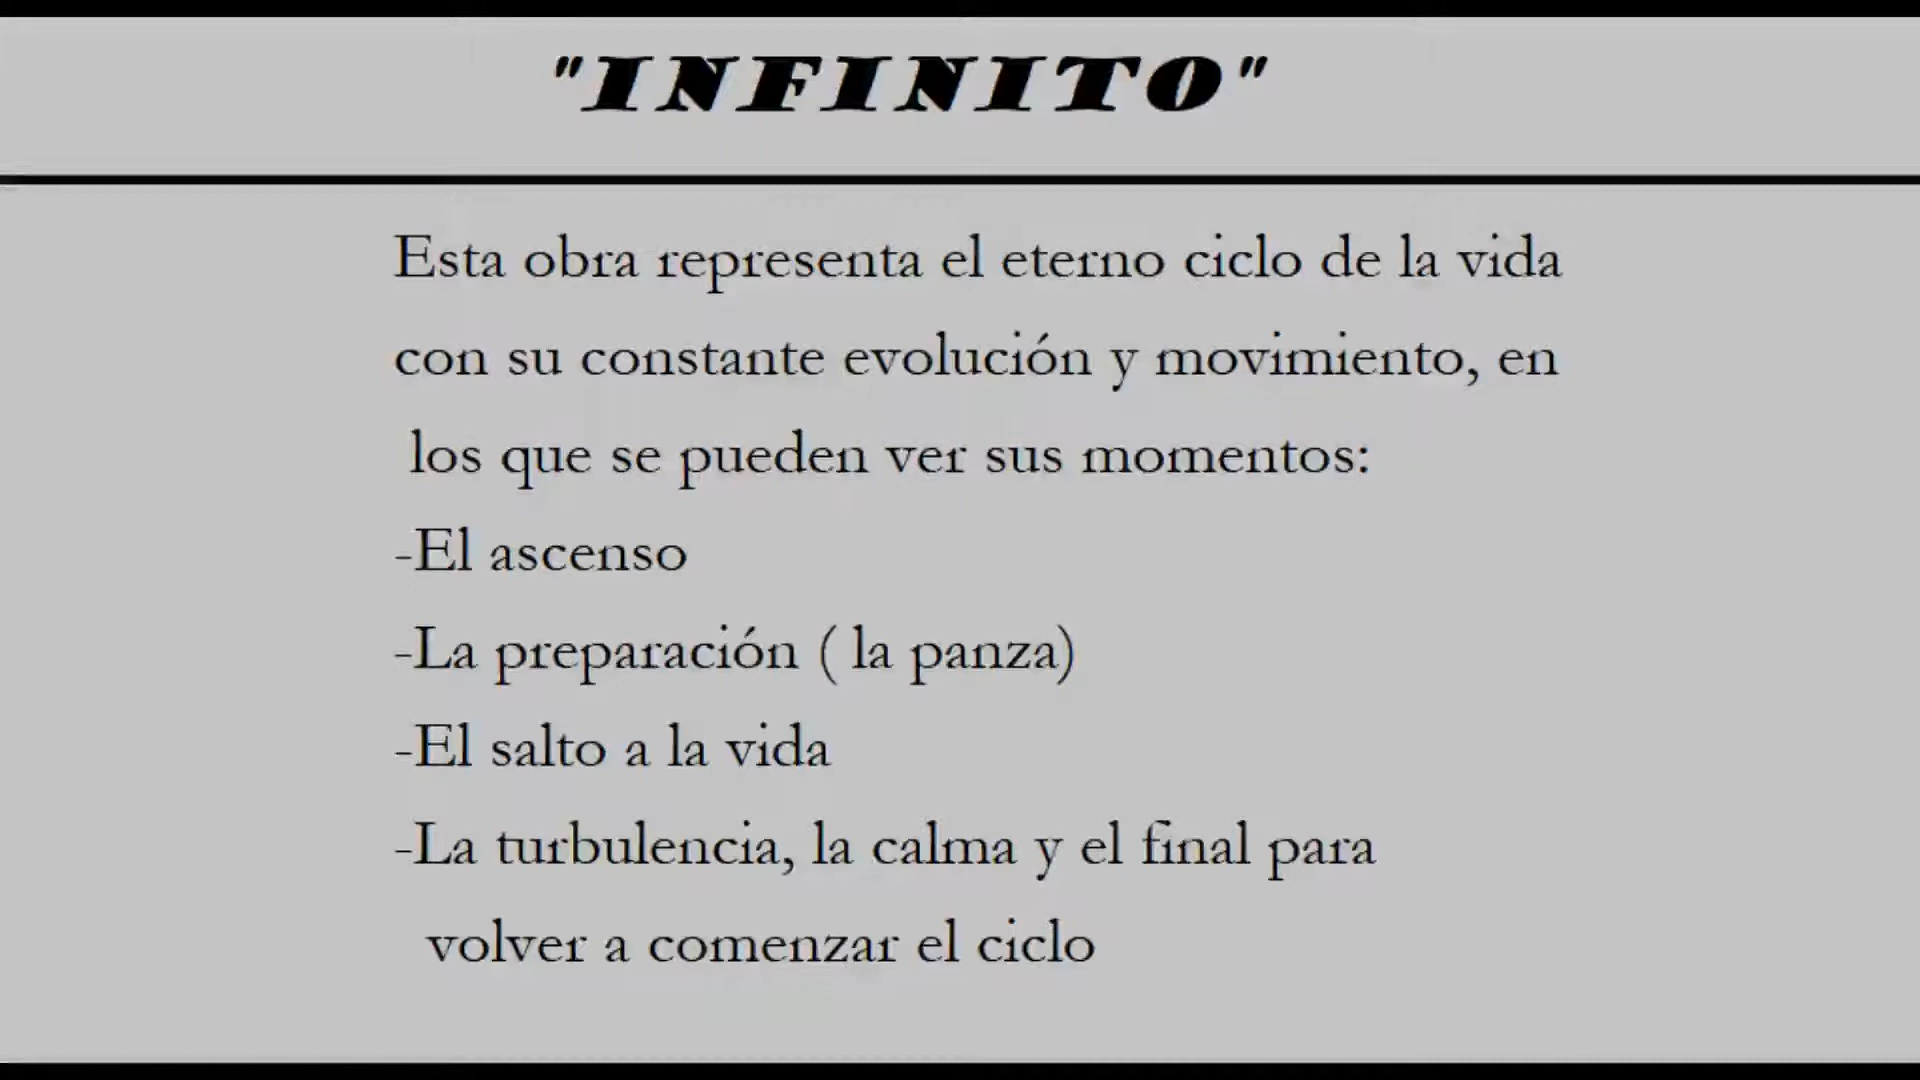 "INFINITO"
Esta obra representa el eterno ciclo de la vida
con su constante evolución y movimiento, en
los que se pueden ver sus momentos:
-El ascenso
-La preparación ( la panza)
-El salto a la vida
-La turbulencia, la calma y el final para
volver a comenzar el ciclo